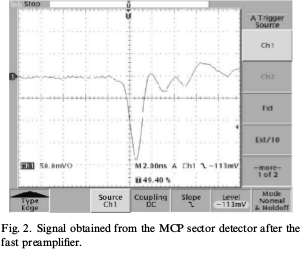 Stop
A Trigger
Source
Ch1
Ch2
Ext
Ext/10
-more-
1 of 2
Ch1 50.0mVΩ M 2.00ns A Ch1 -113mV
49.40 %
Type
Edge
Source
Ch1
Coupling
DC
Slope
Level
-113mV
Mode
Normal
& Holdoff
Fig. 2. Signal obtained from the MCP sector detector after the
fast preamplifier.